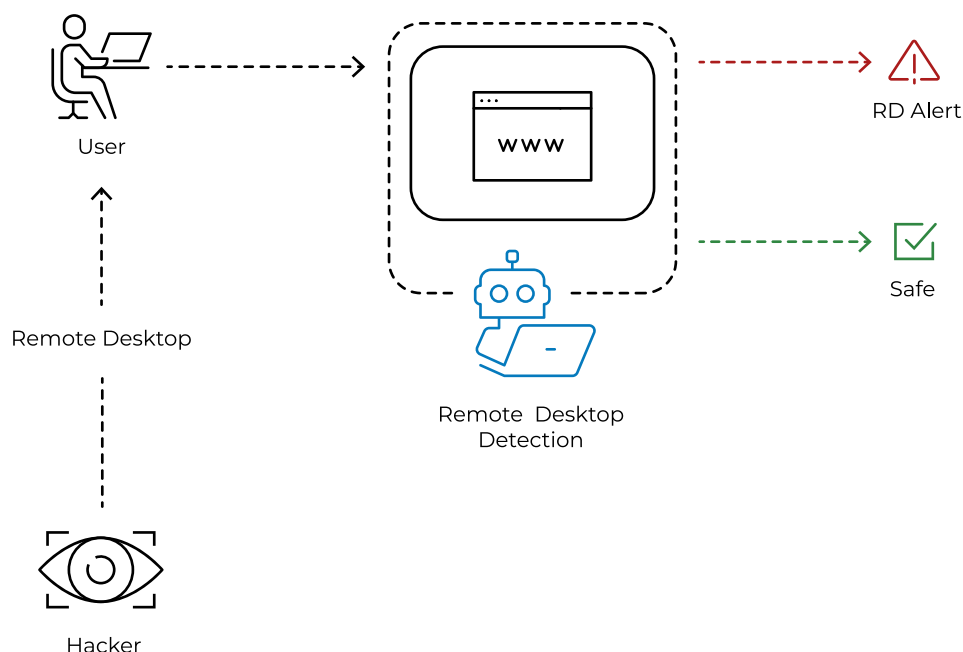 User
WWW
RD Alert
Safe
Remote Desktop
Remote Desktop
Detection
Hacker